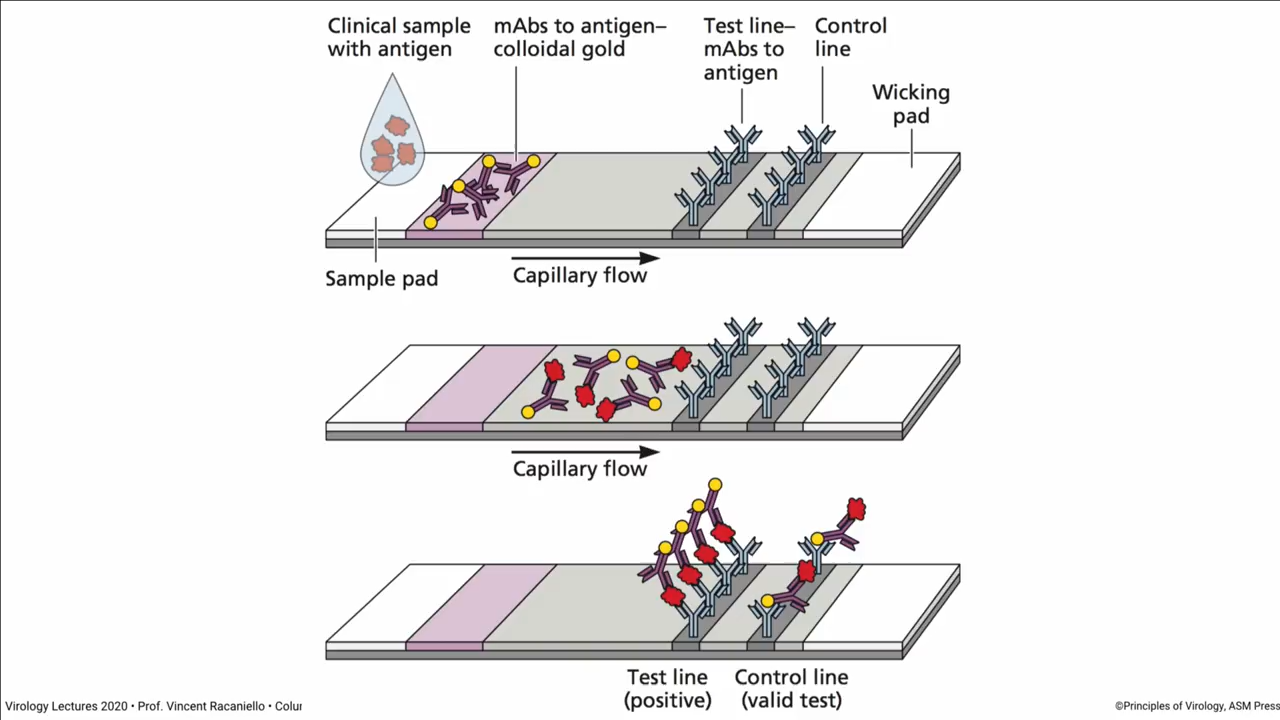 Clinical sample
with antigen
mAbs to antigen–
colloidal gold
Test line–
mAbs to
antigen
Control
line
Wicking
pad
Sample pad
Capillary flow
Capillary flow
Test line
(positive)
Control line
(valid test)
Virology Lectures 2020 • Prof. Vincent Racaniello • Colu
©Principles of Virology, ASM Press